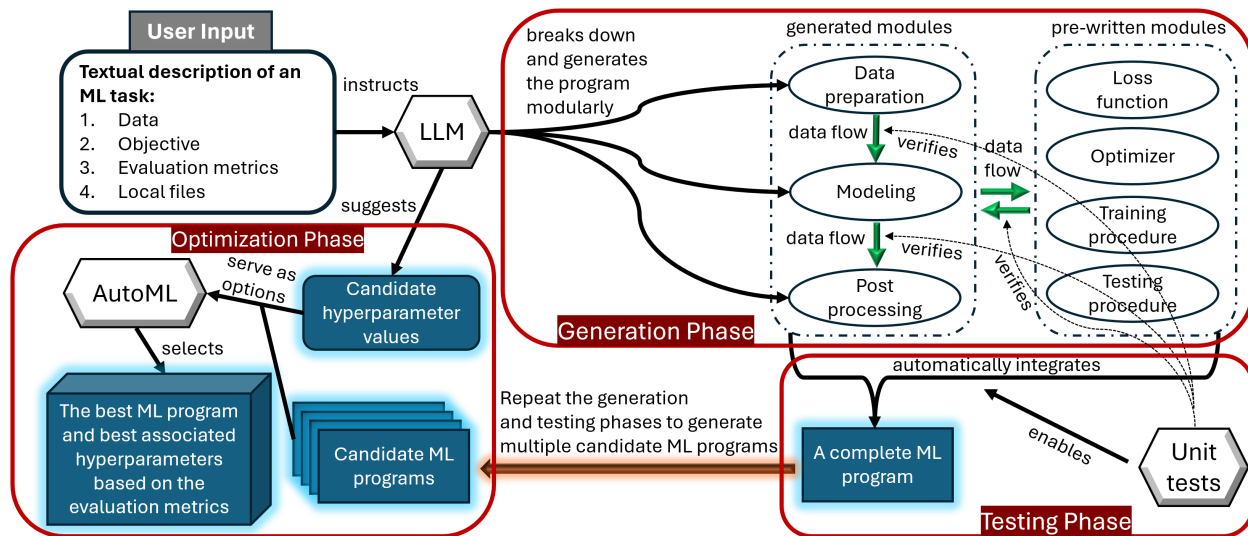 User Input
Textual description of an
ML task:
1. Data
2. Objective
3. Evaluation metrics
4. Local files
instructs
LLM
suggests
breaks down
and generates
the program
modularly
generated modules
Data
preparation
data flow
verifies
Modeling
data flow
verifies
Post
processing
data
flow
verifies
pre-written modules
Loss
function
Optimizer
Training
procedure
Testing
procedure
Generation Phase
Optimization Phase
AutoML
serve as
options
Candidate
hyperparameter
values
selects
The best ML program
and best associated
hyperparameters
based on the
evaluation metrics
Candidate ML
programs
Repeat the generation
and testing phases to generate
multiple candidate ML programs
automatically integrates
A complete ML
program
enables
Unit
tests
Testing Phase